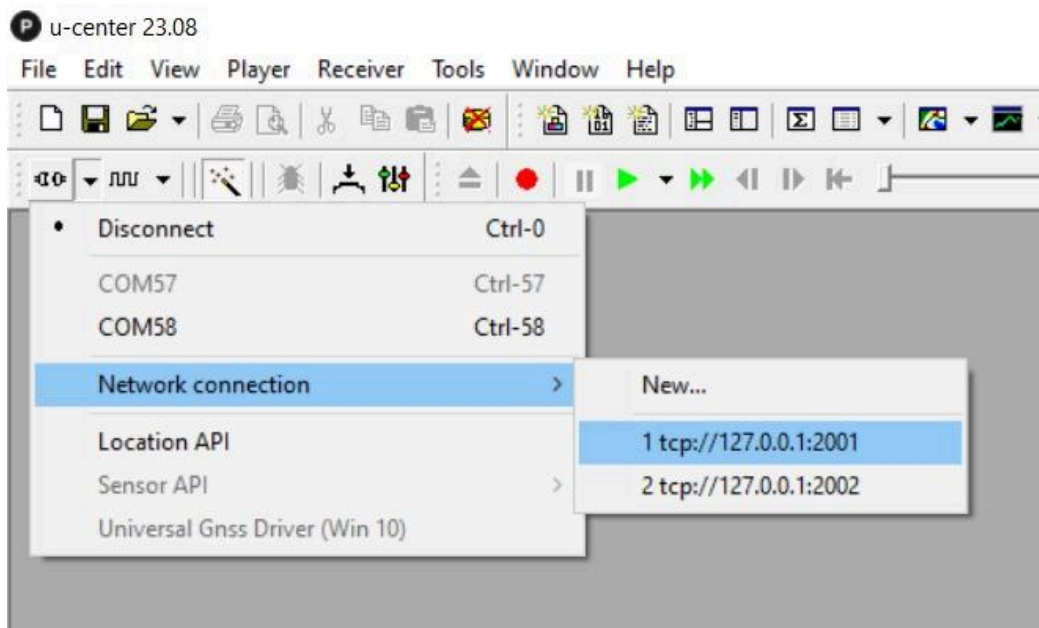 u-center 23.08
File Edit View Player Receiver Tools Window Help
Disconnect Ctrl-0
COM57 Ctrl-57
COM58 Ctrl-58
Network connection
New...
1 tcp://127.0.0.1:2001
Location API
Sensor API
2 tcp://127.0.0.1:2002
Universal Gnss Driver (Win 10)